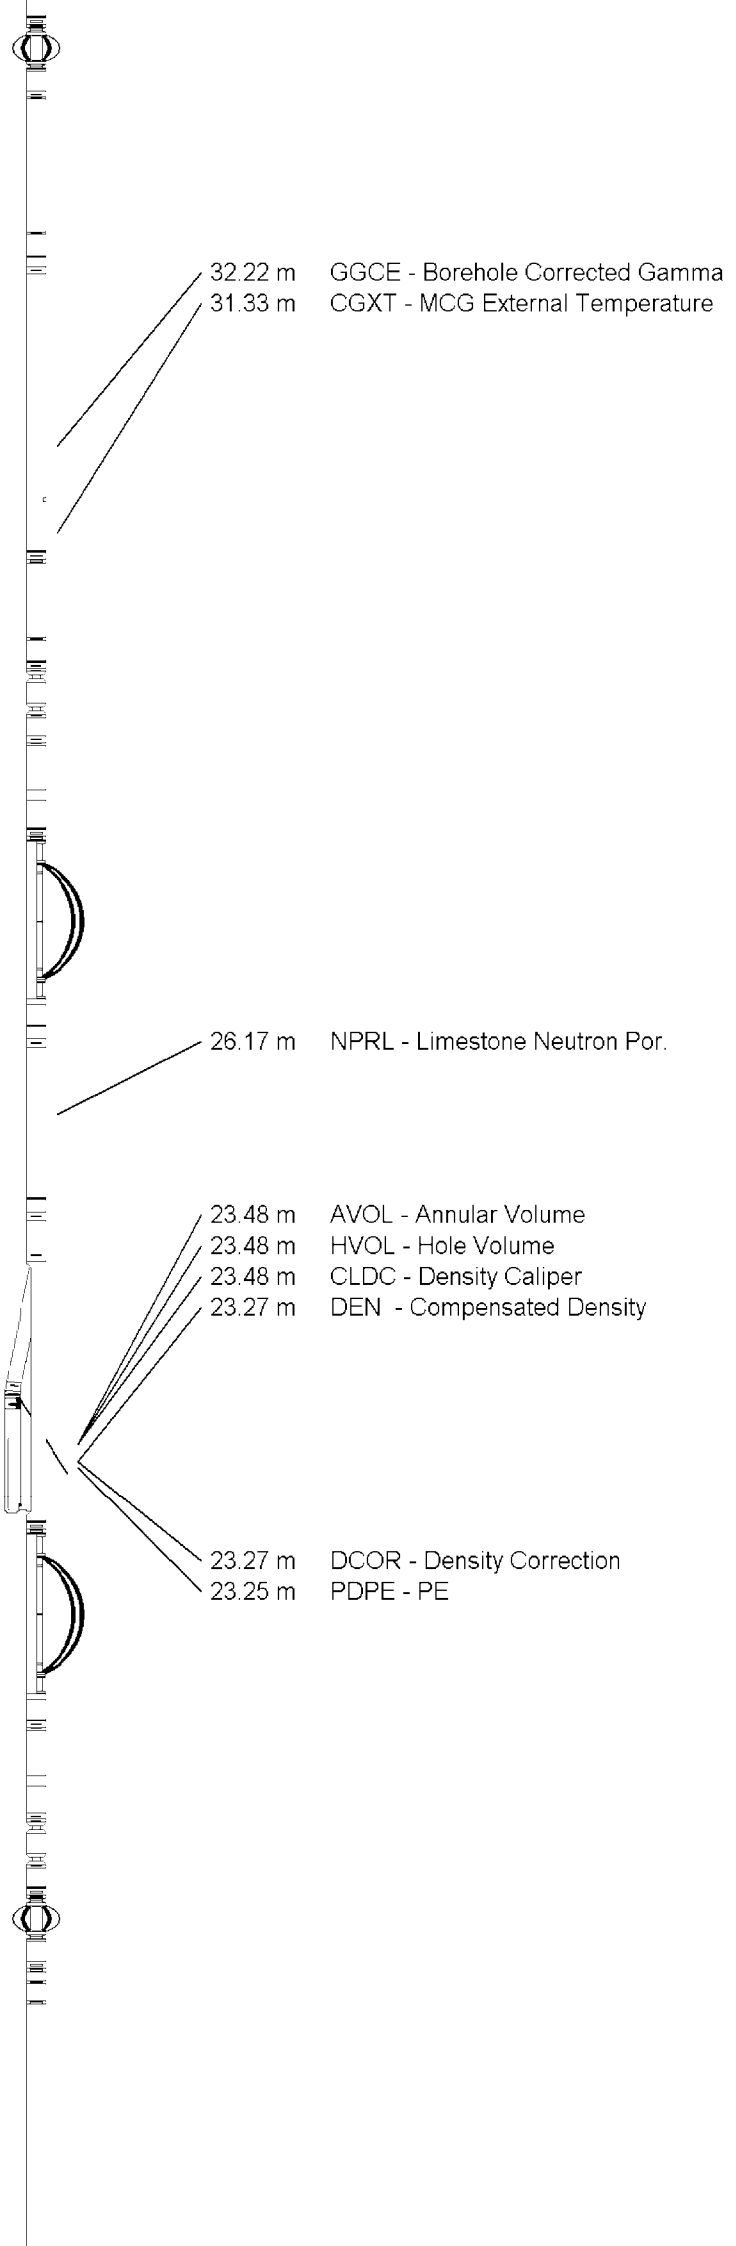 32.22 m GGCE - Borehole Corrected Gamma
31.33 m CGXT - MCG External Temperature
26.17 m NPRL - Limestone Neutron Por.
23.48 m AVOL - Annular Volume
23.48 m HVOL - Hole Volume
23.48 m CLDC - Density Caliper
23.27 m DEN - Compensated Density
23.27 m DCOR - Density Correction
23.25 m PDPE - PE